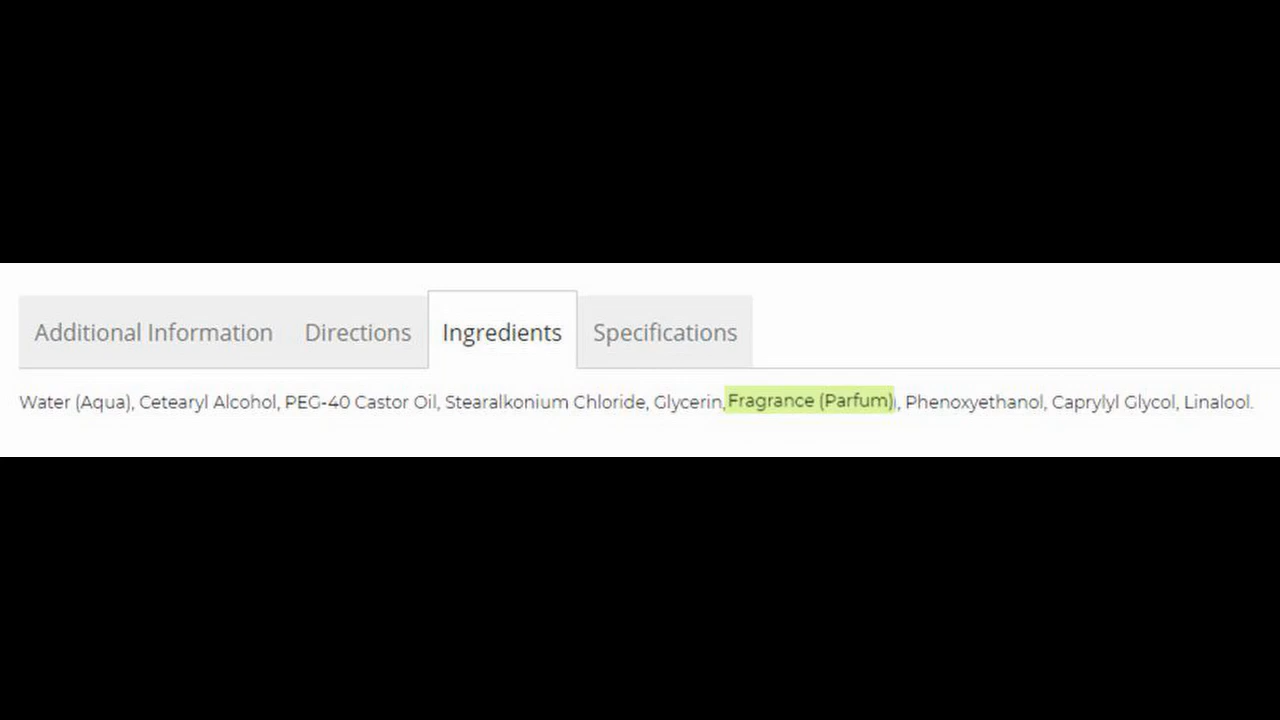 Additional Information Directions Ingredients Specifications
Water (Aqua), Cetearyl Alcohol, PEG-40 Castor Oil, Stearalkonium Chloride, Glycerin, Fragrance (Parfum), Phenoxyethanol, Caprylyl Glycol, Linalool.